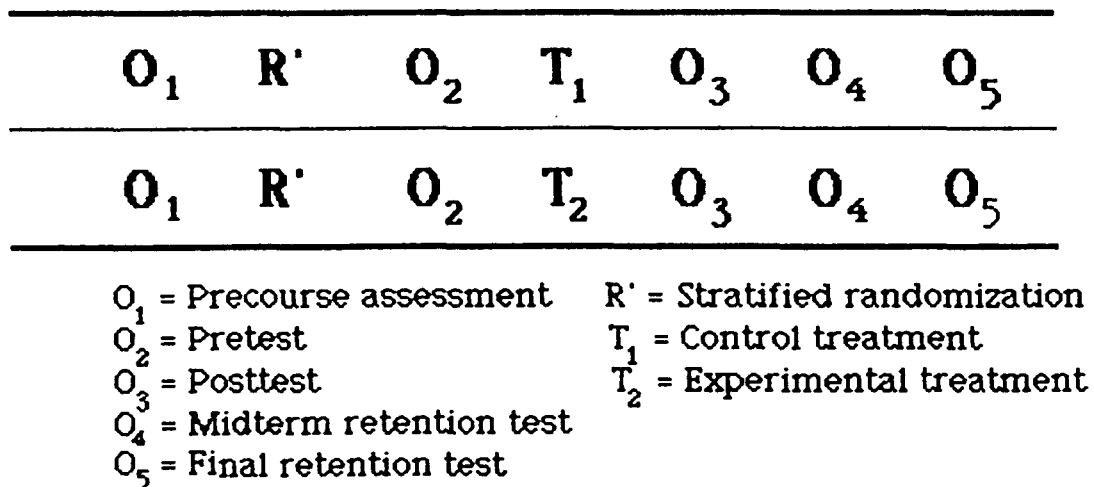 O₁ R' O₂ T₁ O₃ O₄ O₅
O₁ R' O₂ T₂ O₃ O₄ O₅
O₁ = Precourse assessment R' = Stratified randomization
O₂ = Pretest T₁ = Control treatment
O₃ = Posttest T₂ = Experimental treatment
O₄ = Midterm retention test
O₅ = Final retention test